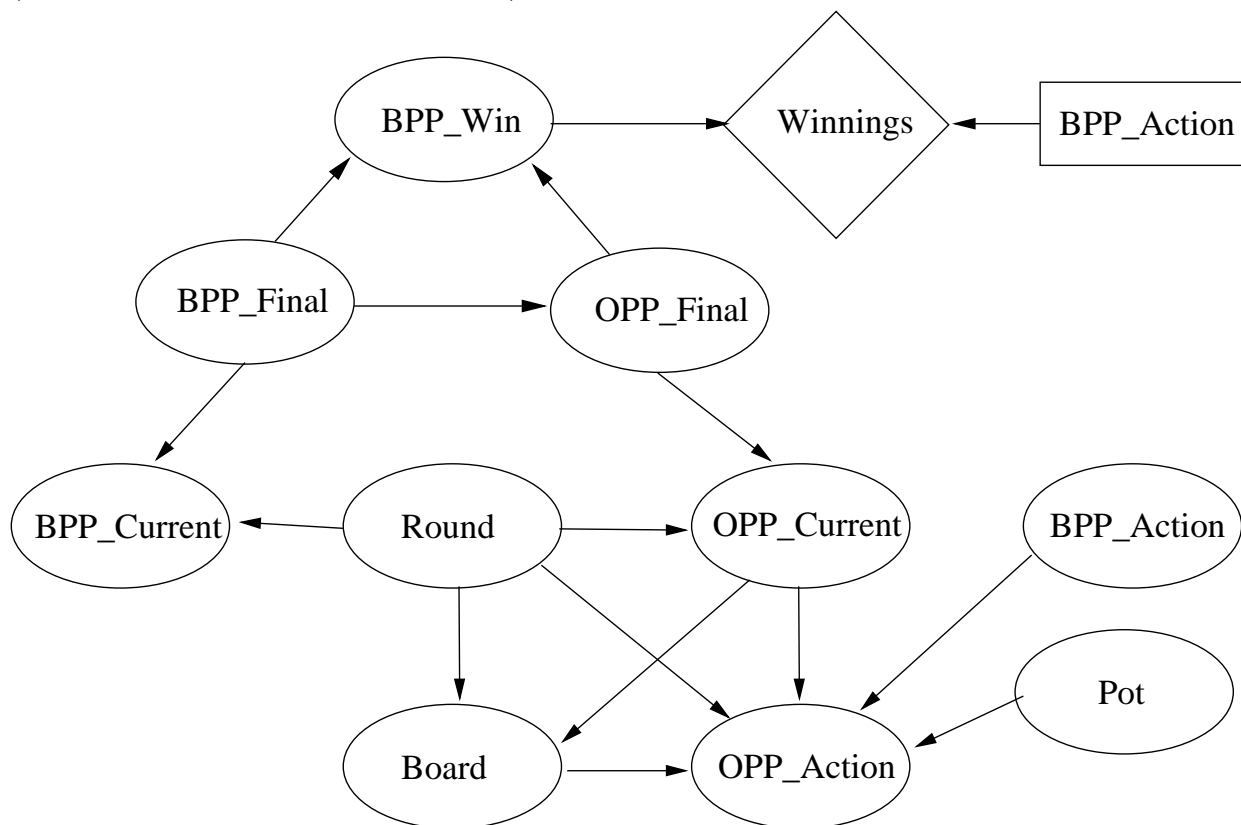 BPP_Win
Winnings
BPP_Action
BPP_Final
OPP_Final
BPP_Current
Round
OPP_Current
BPP_Action
Pot
Board
OPP_Action